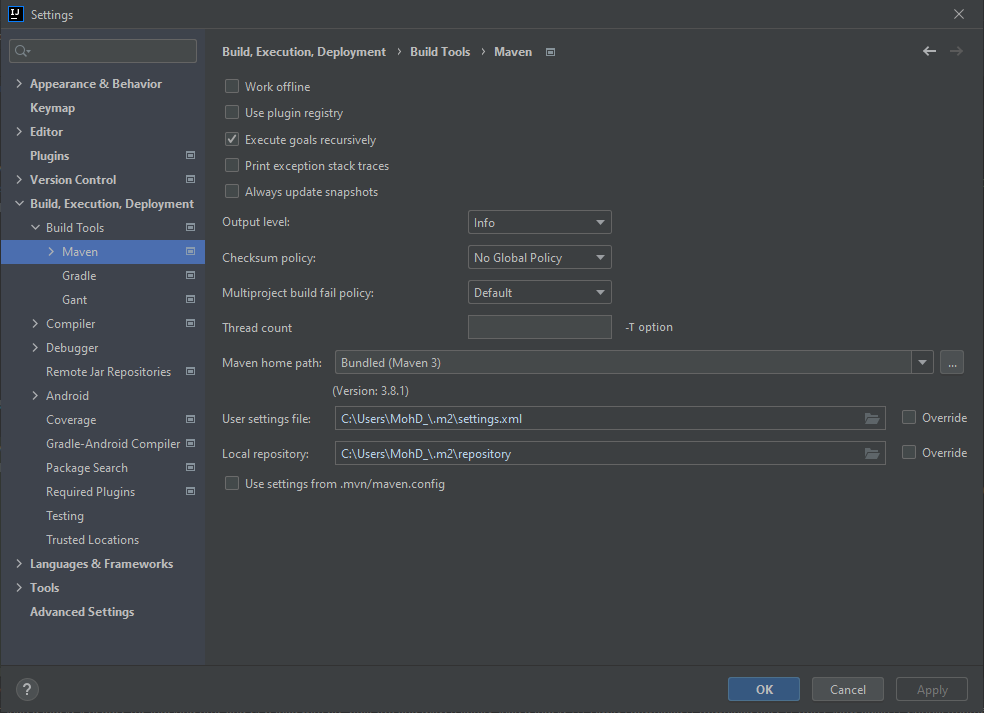 IJ Settings
Appearance & Behavior
Keymap
Editor
Plugins
Version Control
Build, Execution, Deployment
Build Tools
Maven
Gradle
Gant
Compiler
Debugger
Remote Jar Repositories
Android
Coverage
Gradle-Android Compiler
Package Search
Required Plugins
Testing
Trusted Locations
Languages & Frameworks
Tools
Advanced Settings
Build, Execution, Deployment › Build Tools › Maven
Work offline
Use plugin registry
Execute goals recursively
Print exception stack traces
Always update snapshots
Output level: Info
Checksum policy: No Global Policy
Multiproject build fail policy: Default
Thread count -T option
Maven home path: Bundled (Maven 3) ...
(Version: 3.8.1)
User settings file: C:\Users\MohD_\.m2\settings.xml Override
Local repository: C:\Users\MohD_\.m2\repository Override
Use settings from .mvn/maven.config
? OK Cancel Apply